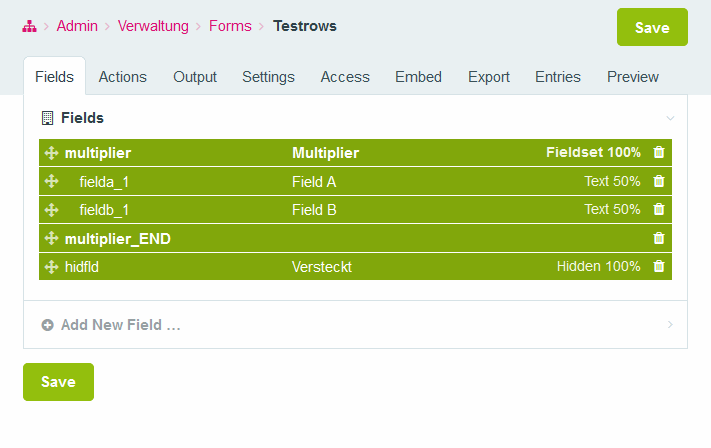 Admin > Verwaltung > Forms > Testrows
Save
Fields Actions Output Settings Access Embed Export Entries Preview
Fields
multiplier Multiplier Fieldset 100%
fielda_1 Field A Text 50%
fieldb_1 Field B Text 50%
multiplier_END
hidfld Versteckt Hidden 100%
Add New Field ...
Save